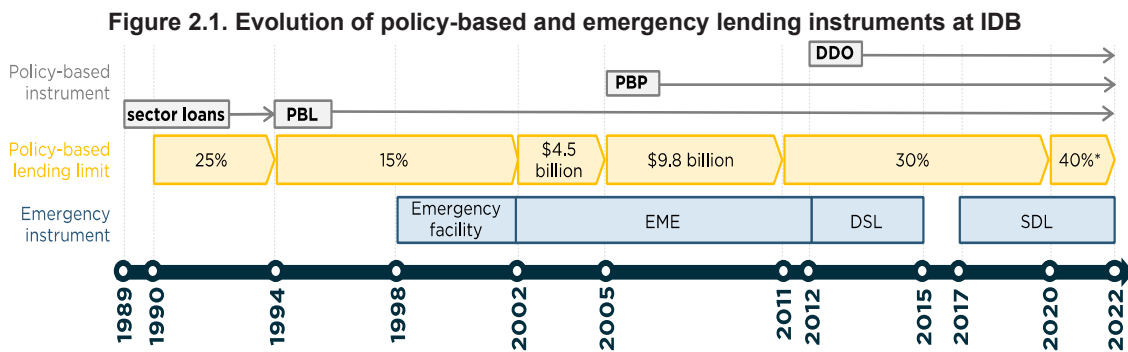 Figure 2.1. Evolution of policy-based and emergency lending instruments at IDB
Policy-based
instrument
DDO
PBP
sector loans
PBL
Policy-based
lending limit
25%
15%
$4.5
billion
$9.8 billion
30%
40%*
Emergency
instrument
Emergency
facility
EME
DSL
SDL
1989
1990
1994
1998
2002
2005
2011
2012
2015
2017
2020
2022